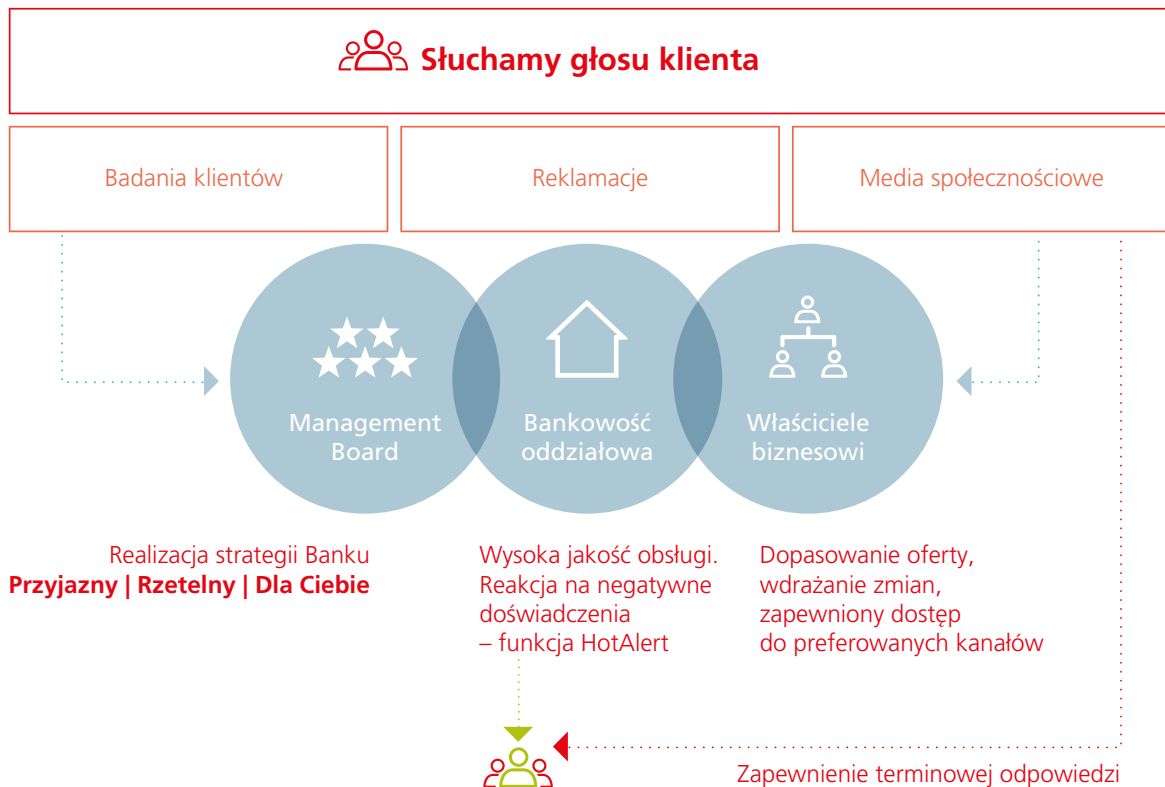 Słuchamy głosu klienta
Badania klientów
Reklamacje
Media społecznościowe
Management
Board
Bankowość
oddziałowa
Właściciele
biznesowi
Realizacja strategii Banku
Przyjazny | Rzetelny | Dla Ciebie
Wysoka jakość obsługi.
Reakcja na negatywne
doświadczenia
– funkcja HotAlert
Dopasowanie oferty,
wdrażanie zmian,
zapewniony dostęp
do preferowanych kanałów
Zapewnienie terminowej odpowiedzi